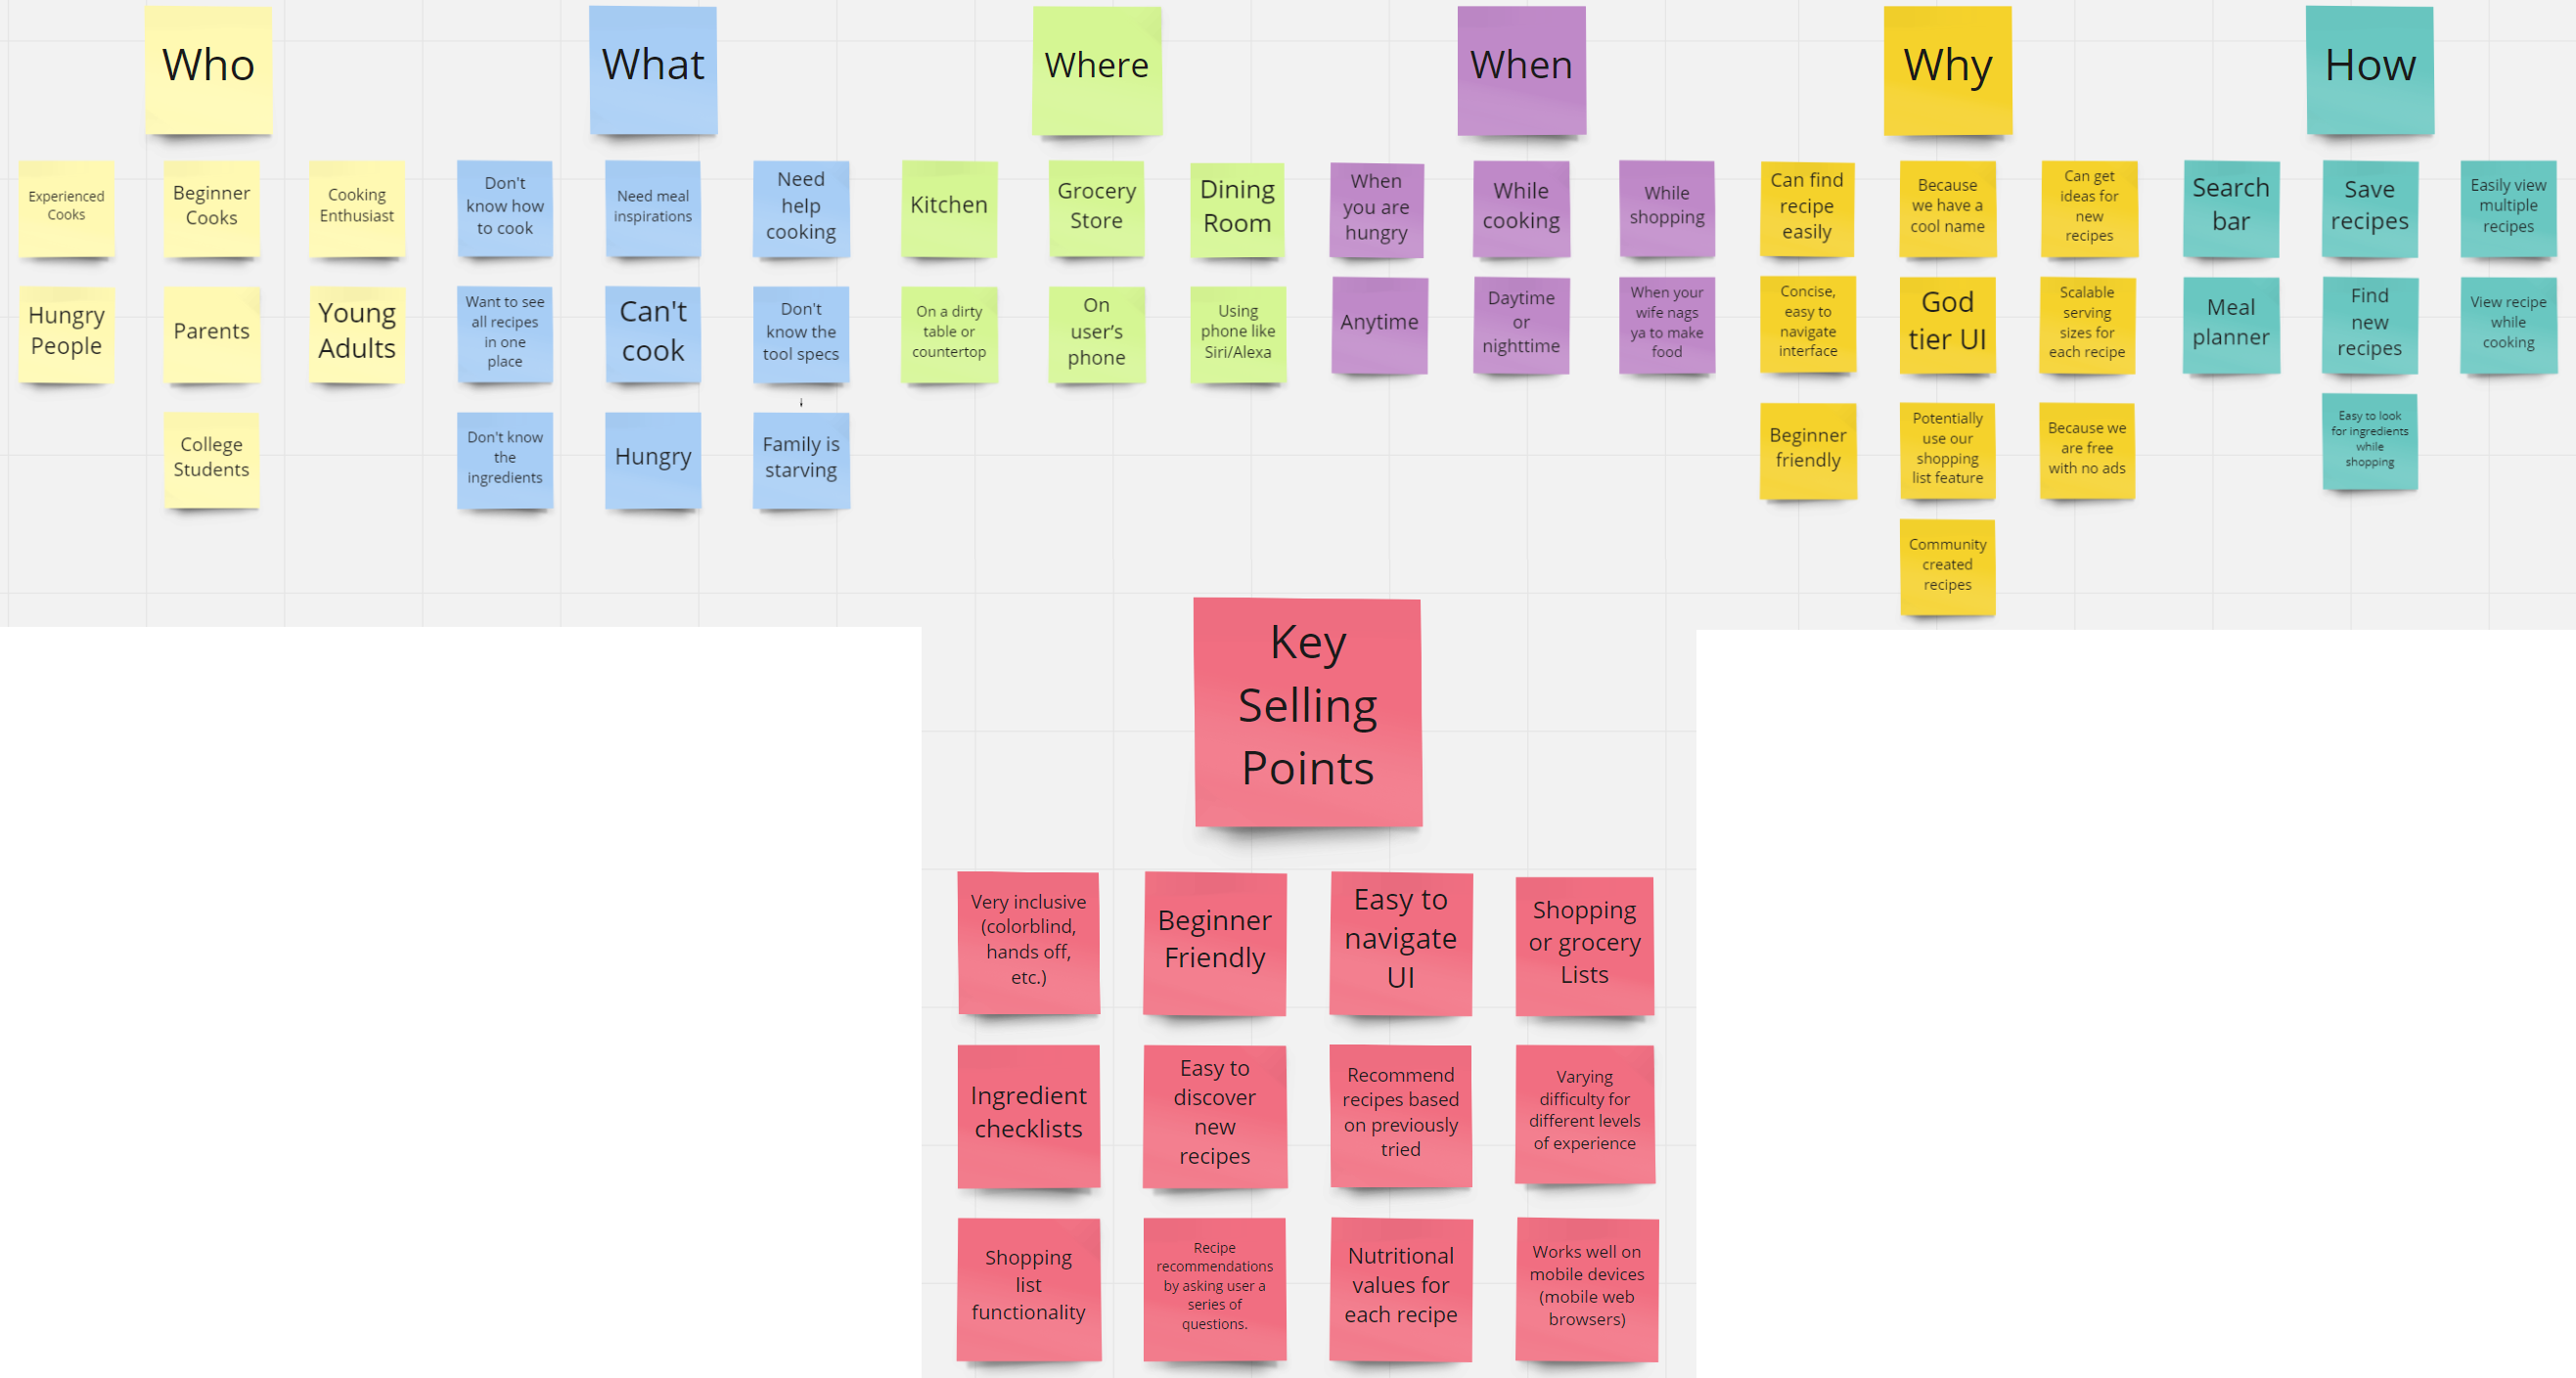 Who
What
Where
When
Why
How
Experienced
Cooks
Beginner
Cooks
Cooking
Enthusiast
Hungry
People
Parents
Young
Adults
College
Students
Don't
know how
to cook
Need meal
inspirations
Need
help
cooking
Want to see
all recipes
in one
place
Can't
cook
Don't
know the
tool specs
Don't know
the
ingredients
Hungry
Family is
starving
Kitchen
Grocery
Store
Dining
Room
On a dirty
table or
countertop
On
user’s
phone
Using
phone like
Siri/Alexa
When
you are
hungry
While
cooking
While
shopping
Anytime
Daytime
or
nighttime
When your
wife nags
ya to make
food
Can find
recipe
easily
Because
we have a
cool name
Can get
ideas for
new
recipes
Concise,
easy to
navigate
interface
God
tier UI
Scalable
serving
sizes for
each recipe
Beginner
friendly
Potentially
use our
shopping
list feature
Because we
are free
with no ads
Community
created
recipes
Search
bar
Save
recipes
Easily view
multiple
recipes
Meal
planner
Find
new
recipes
View recipe
while
cooking
Easy to look
for ingredients
while
shopping
Key
Selling
Points
Very inclusive
(colorblind,
hands off,
etc.)
Beginner
Friendly
Easy to
navigate
UI
Shopping
or grocery
Lists
Ingredient
checklists
Easy to
discover
new
recipes
Recommend
recipes based
on previously
tried
Varying
difficulty for
different levels
of experience
Shopping
list
functionality
Recipe
recommendations
by asking user a
series of
questions.
Nutritional
values for
each recipe
Works well on
mobile devices
(mobile web
browsers)